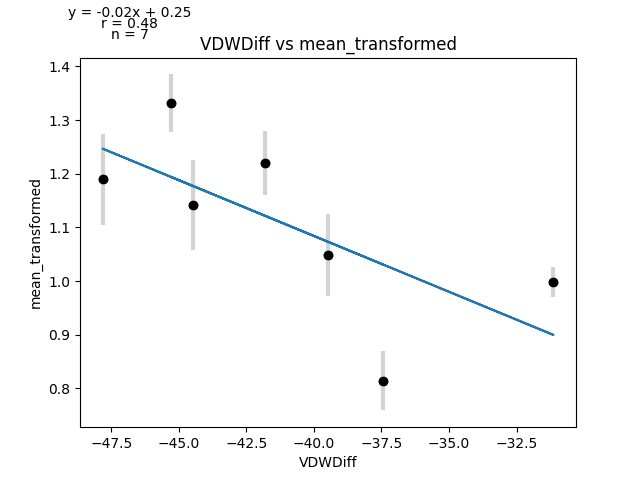 y = -0.02x + 0.25
r = 0.48
n = 7
VDWDiff vs mean_transformed
mean_transformed
1.4
1.3
1.2
1.1
1.0
0.9
0.8
−47.5 −45.0 −42.5 −40.0 −37.5 −35.0 −32.5
VDWDiff